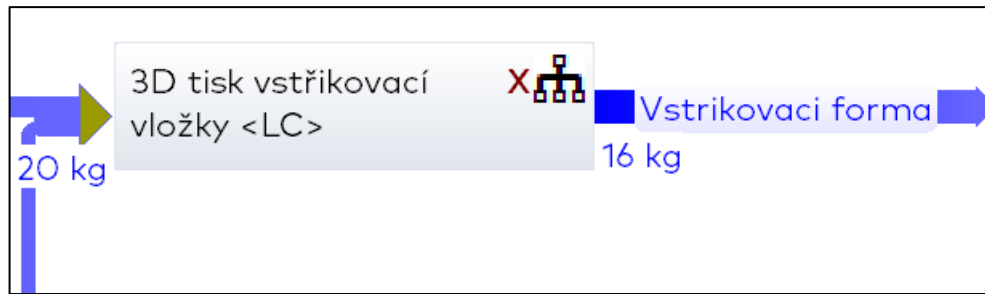 3D tisk vstřikovací
vložky <LC>
X
Vstrikovaci forma
20 kg
16 kg